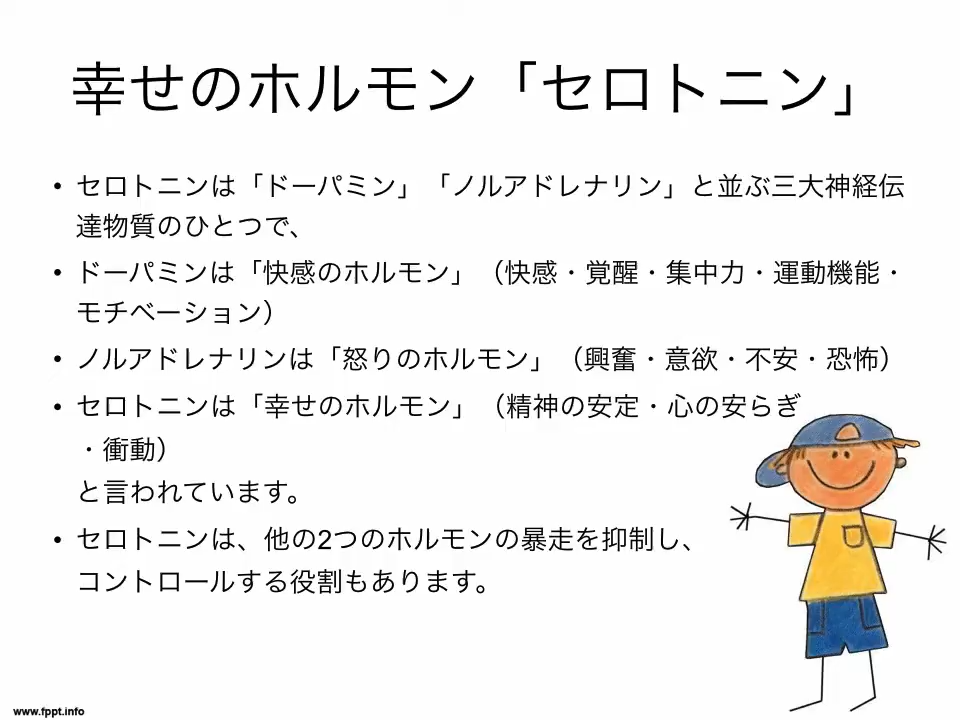 幸せのホルモン「セロトニン」
• セロトニンは「ドーパミン」「ノルアドレナリン」と並ぶ三大神経伝
達物質のひとつで、
• ドーパミンは「快感のホルモン」（快感・覚醒・集中力・運動機能・
モチベーション）
• ノルアドレナリンは「怒りのホルモン」（興奮・意欲・不安・恐怖）
• セロトニンは「幸せのホルモン」（精神の安定・心の安らぎ
・衝動）
と言われています。
• セロトニンは、他の2つのホルモンの暴走を抑制し、
コントロールする役割もあります。
www.fppt.info